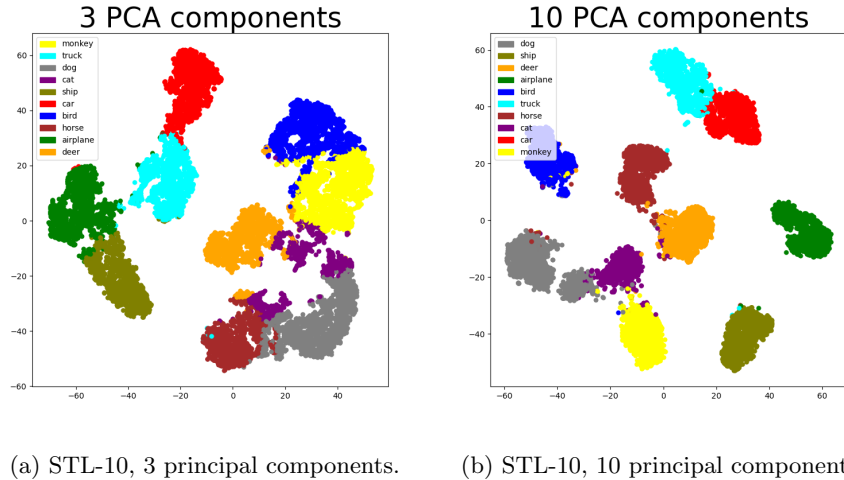 3 PCA components
monkey
truck
dog
cat
ship
car
bird
horse
airplane
deer
60
40
20
0
−20
−40
−60
−60
−40
−20
0
20
40
10 PCA components
dog
ship
deer
airplane
bird
truck
horse
cat
car
monkey
60
40
20
0
−20
−40
−60
−40
−20
0
20
40
60
(a) STL-10, 3 principal components.
(b) STL-10, 10 principal component